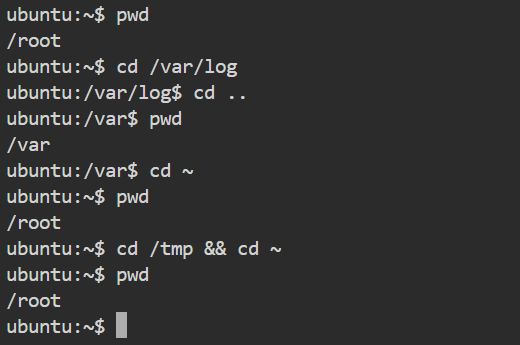 ubuntu:~$ pwd
/root
ubuntu:~$ cd /var/log
ubuntu:/var/log$ cd ..
ubuntu:/var$ pwd
/var
ubuntu:/var$ cd ~
ubuntu:~$ pwd
/root
ubuntu:~$ cd /tmp && cd ~
ubuntu:~$ pwd
/root
ubuntu:~$